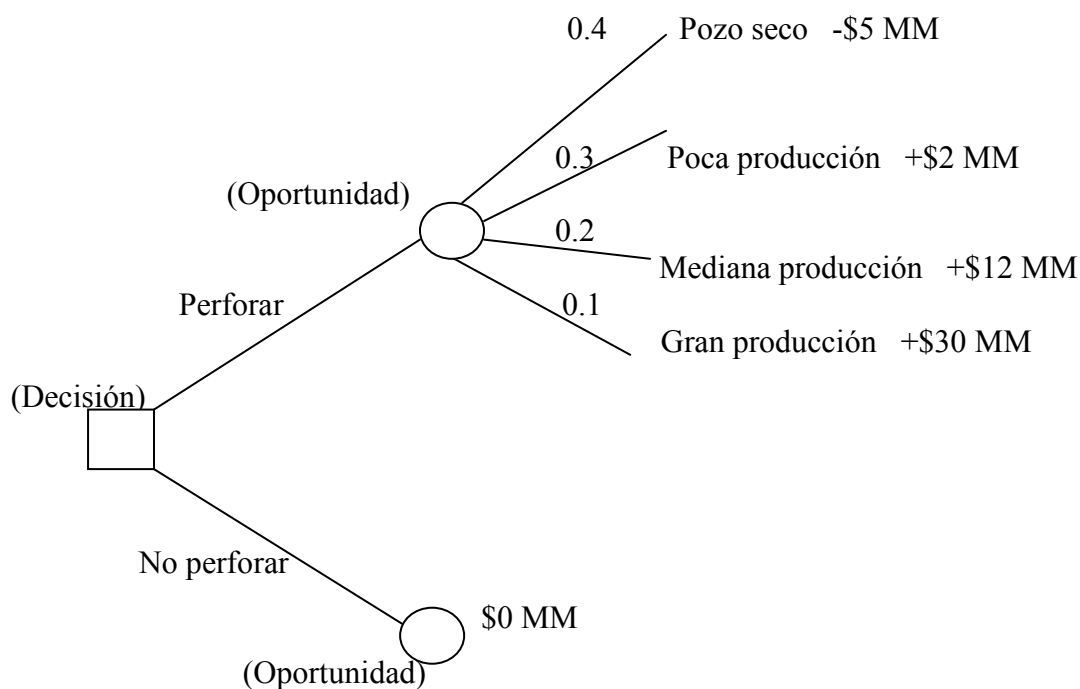 0.4 Pozo seco -$5 MM
0.3 Poca producción +$2 MM
(Oportunidad)
0.2 Mediana producción +$12 MM
Perforar
0.1 Gran producción +$30 MM
(Decisión)
No perforar
$0 MM
(Oportunidad)